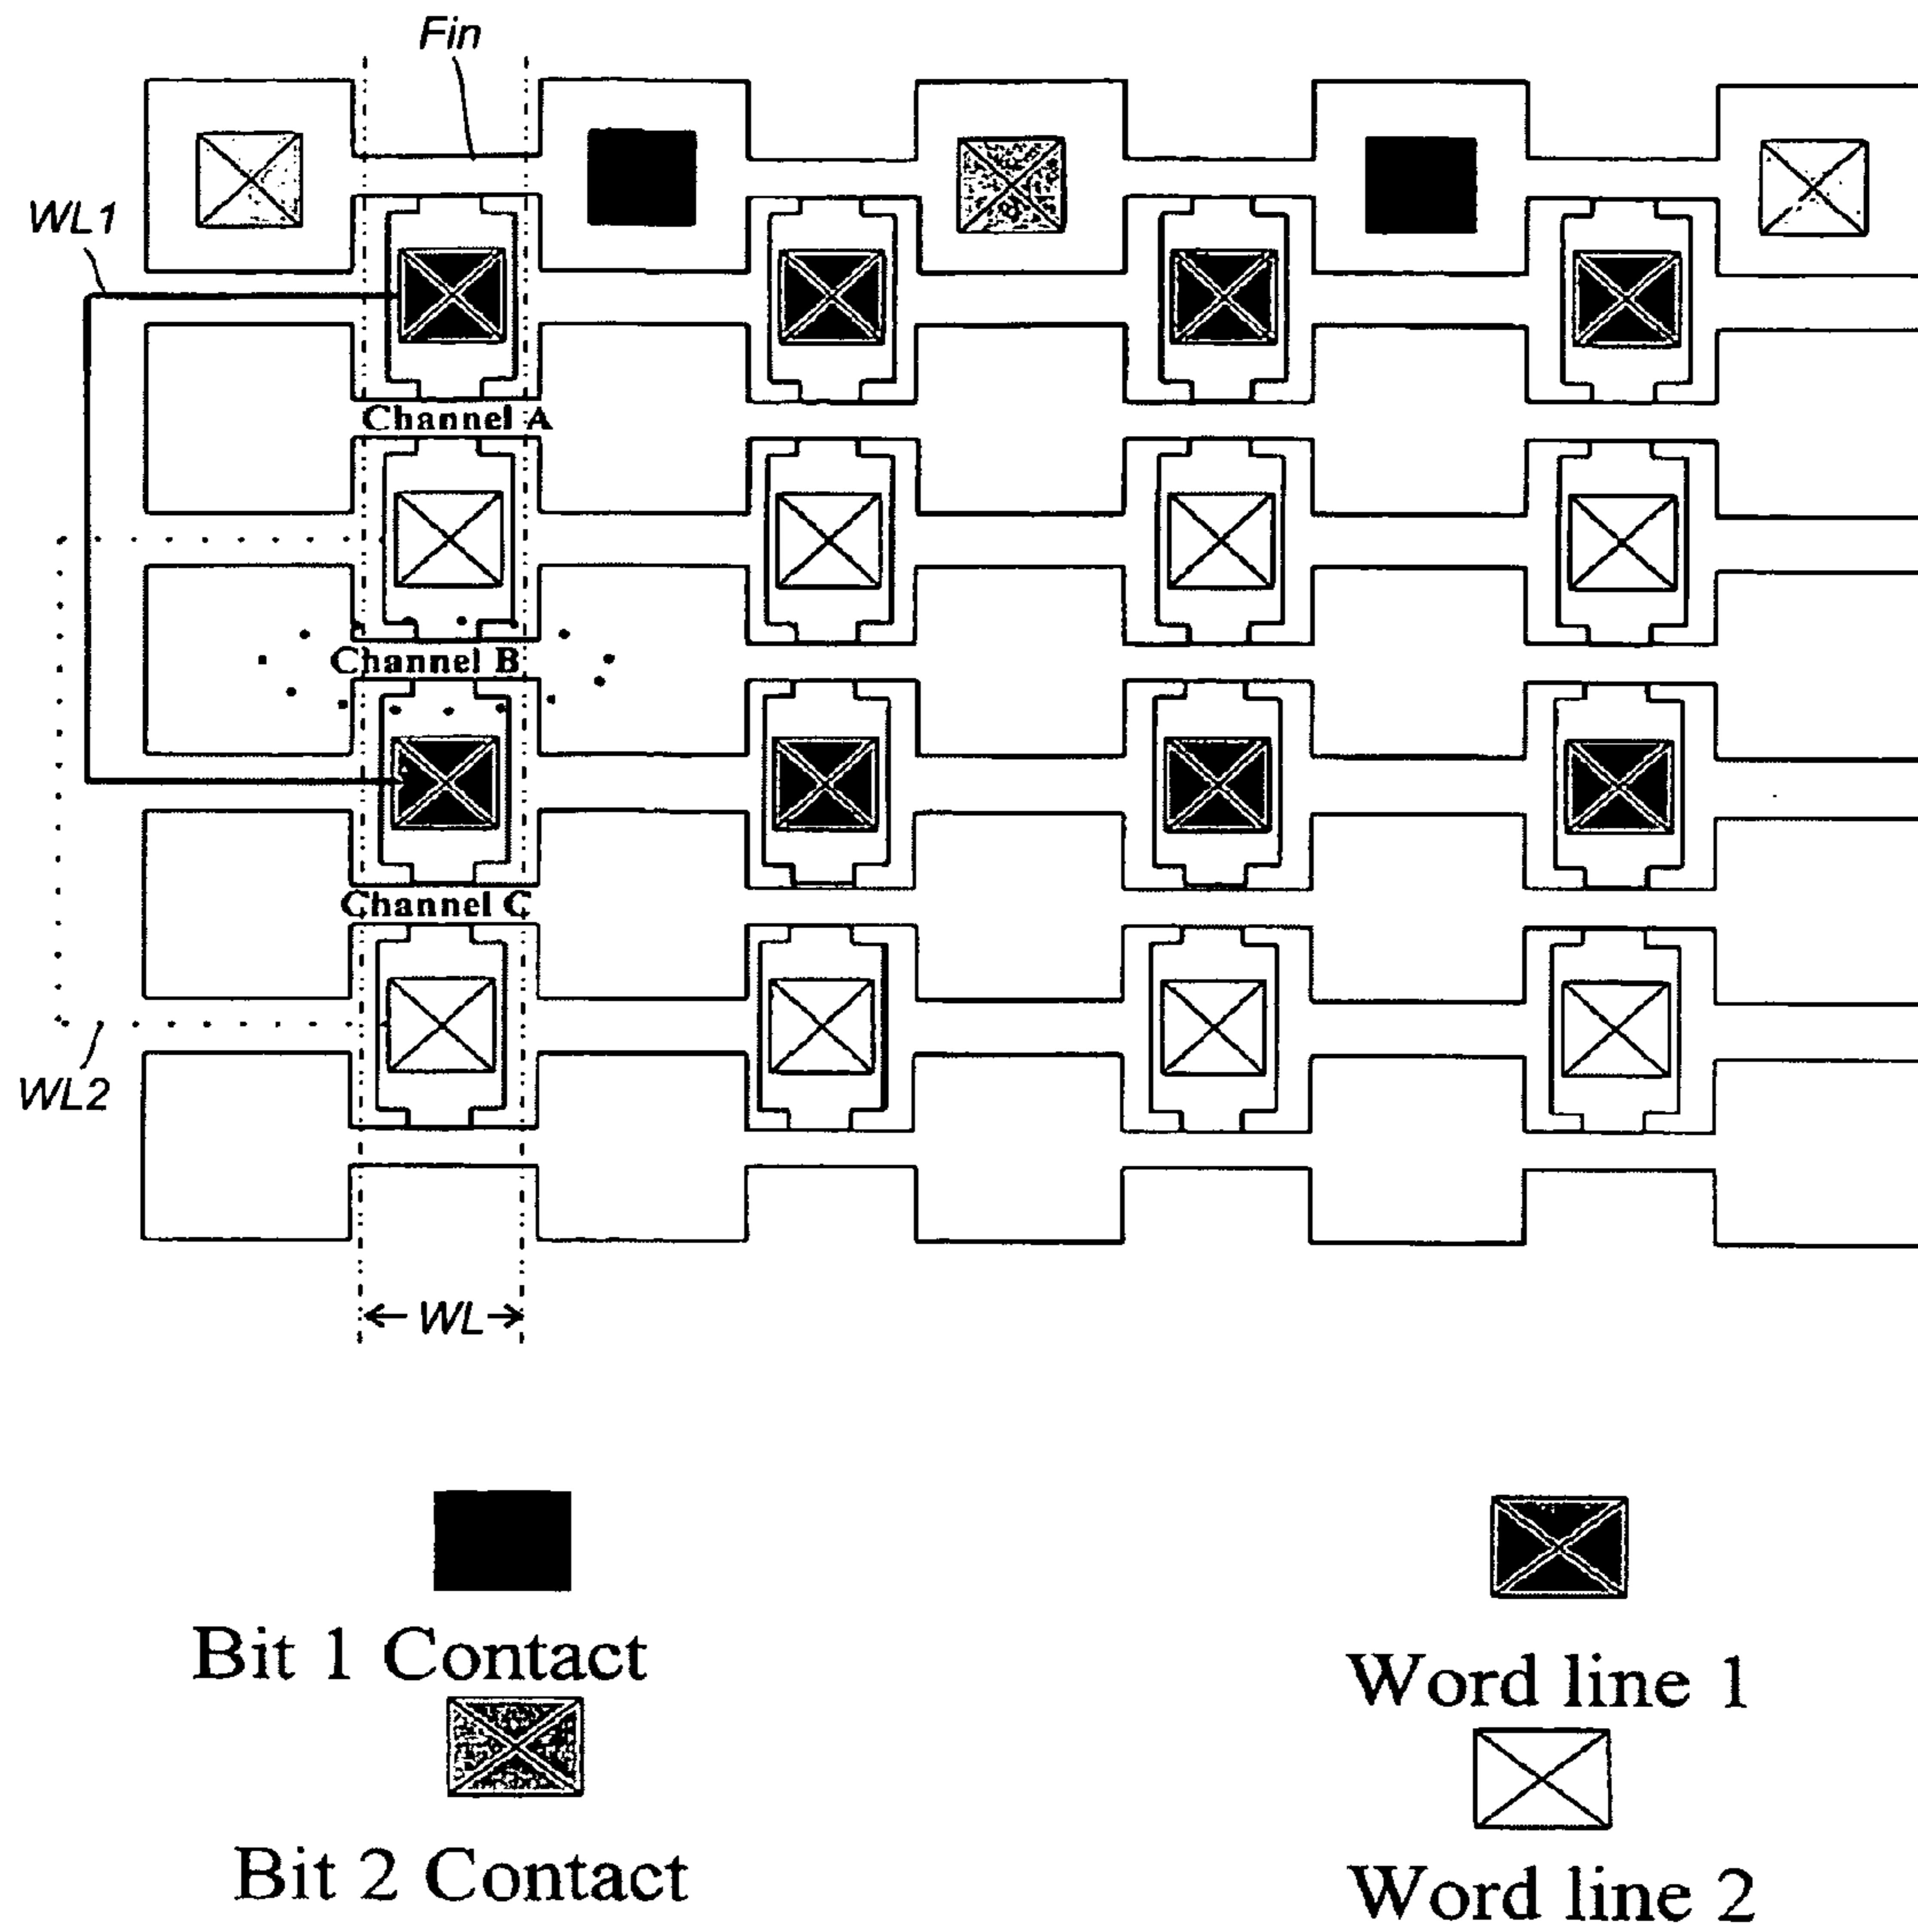 Fin
WL1
Channel A
Channel B
Channel C
WL2
WL
Bit 1 Contact
Word line 1
Bit 2 Contact
Word line 2